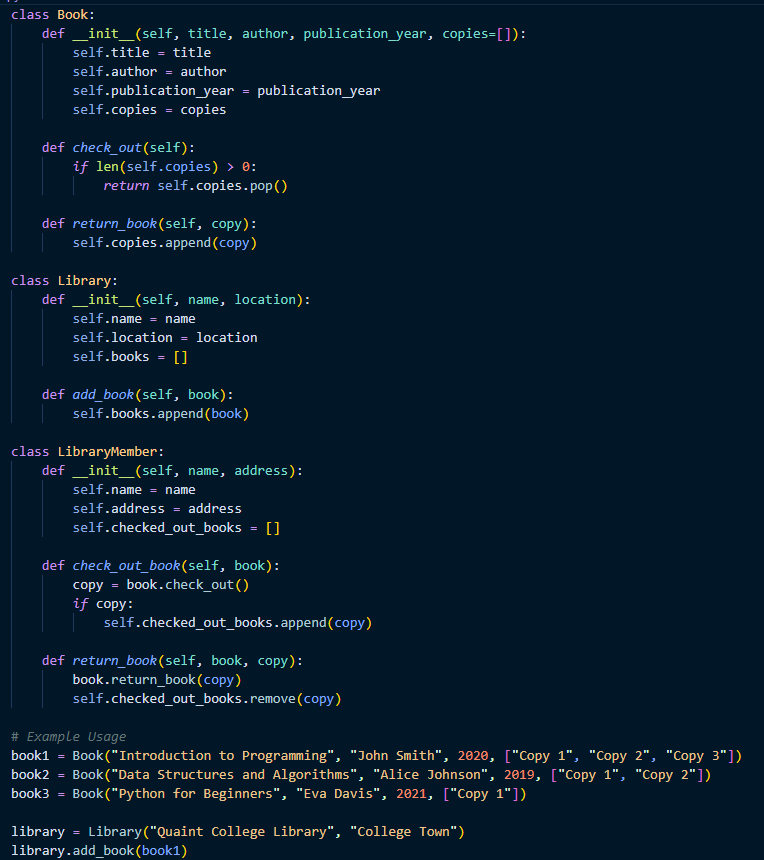 class Book:
    def __init__(self, title, author, publication_year, copies=[]):
        self.title = title
        self.author = author
        self.publication_year = publication_year
        self.copies = copies

    def check_out(self):
        if len(self.copies) > 0:
            return self.copies.pop()

    def return_book(self, copy):
        self.copies.append(copy)

class Library:
    def __init__(self, name, location):
        self.name = name
        self.location = location
        self.books = []

    def add_book(self, book):
        self.books.append(book)

class LibraryMember:
    def __init__(self, name, address):
        self.name = name
        self.address = address
        self.checked_out_books = []

    def check_out_book(self, book):
        copy = book.check_out()
        if copy:
            self.checked_out_books.append(copy)

    def return_book(self, book, copy):
        book.return_book(copy)
        self.checked_out_books.remove(copy)

# Example Usage
book1 = Book("Introduction to Programming", "John Smith", 2020, ["Copy 1", "Copy 2", "Copy 3"])
book2 = Book("Data Structures and Algorithms", "Alice Johnson", 2019, ["Copy 1", "Copy 2"])
book3 = Book("Python for Beginners", "Eva Davis", 2021, ["Copy 1"])

library = Library("Quaint College Library", "College Town")
library.add_book(book1)